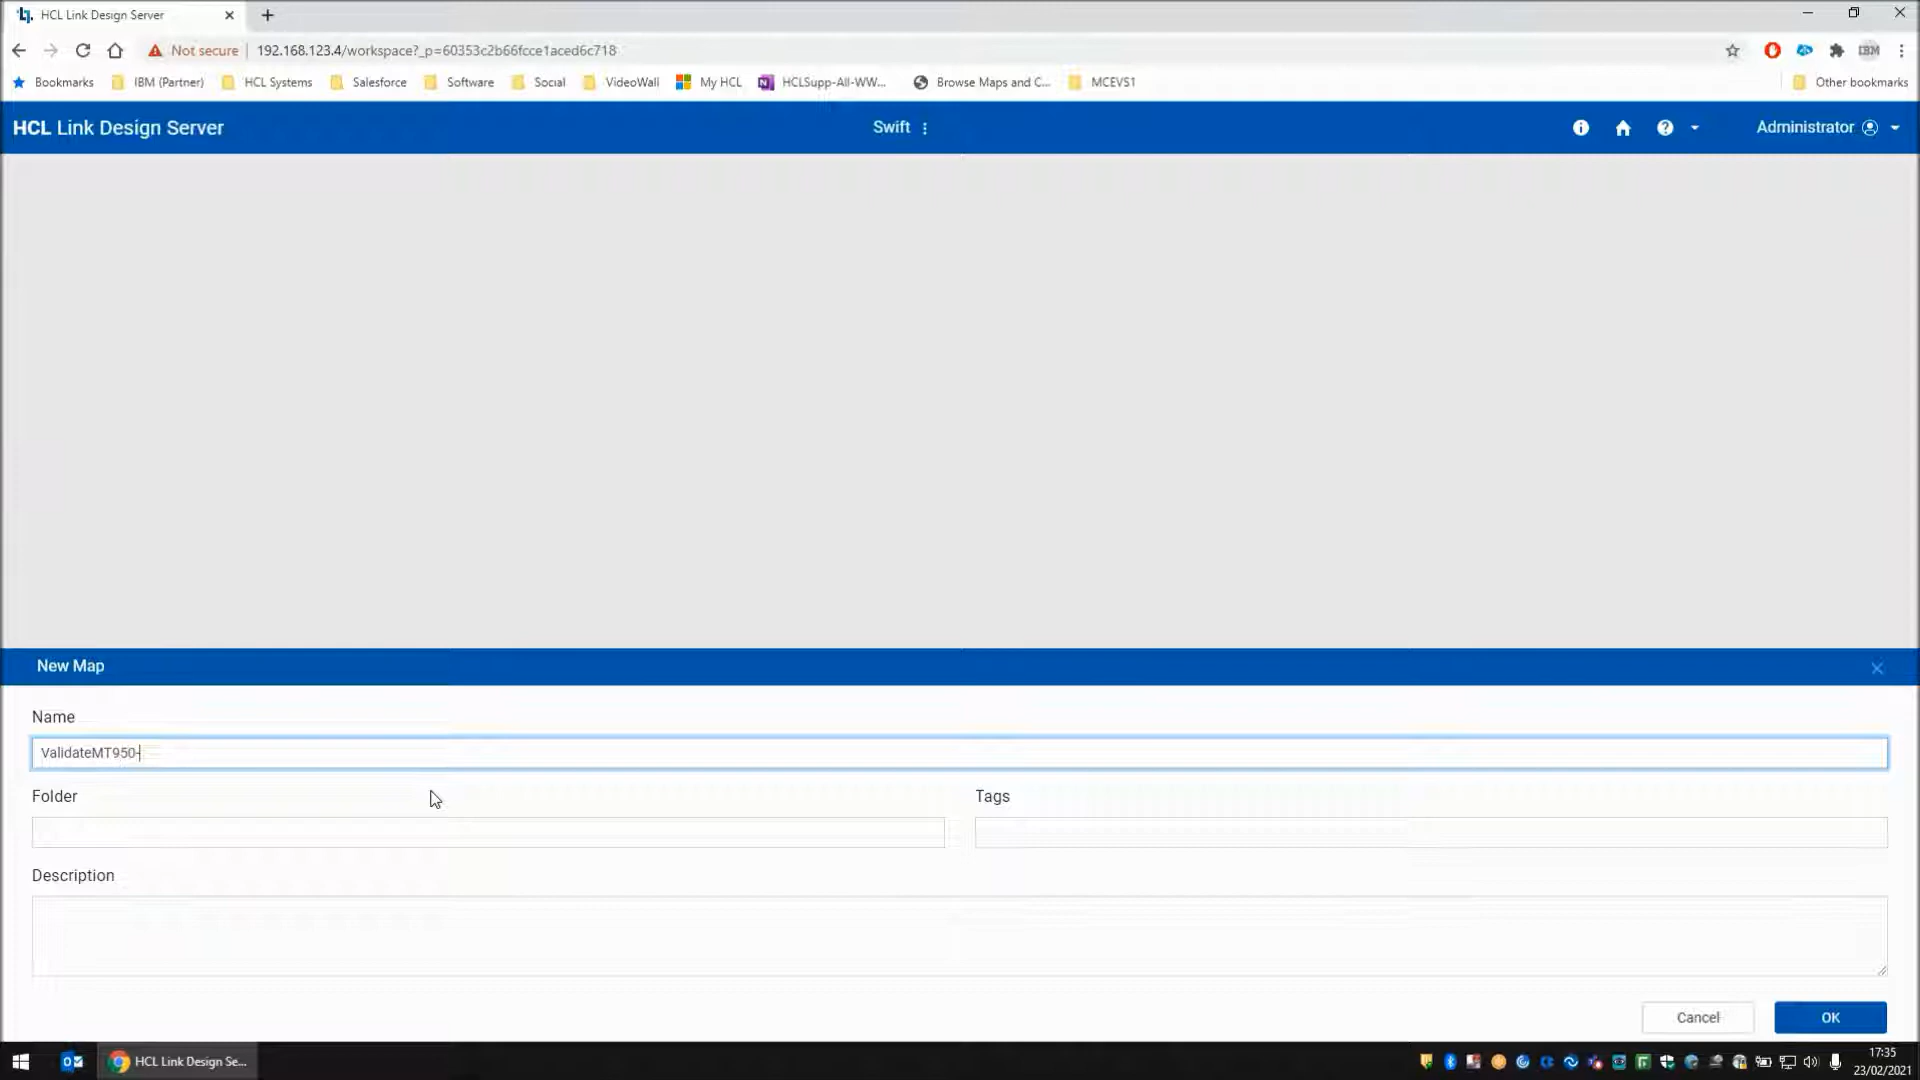 HCL Link Design Server
Not secure
192.168.123.4/workspace?_p=60353c2b66fcce1aced6c718
IBM
Bookmarks
IBM (Partner)
HCL Systems
Salesforce
Software
Social
VideoWall
My HCL
HCLSupp-All-WW...
Browse Maps and C...
MCEVS1
Other bookmarks
HCL Link Design Server
Swift
Administrator
New Map
Name
ValidateMT950-
Folder
Tags
Description
Cancel
OK
HCL Link Design Se...
17:35
23/02/2021